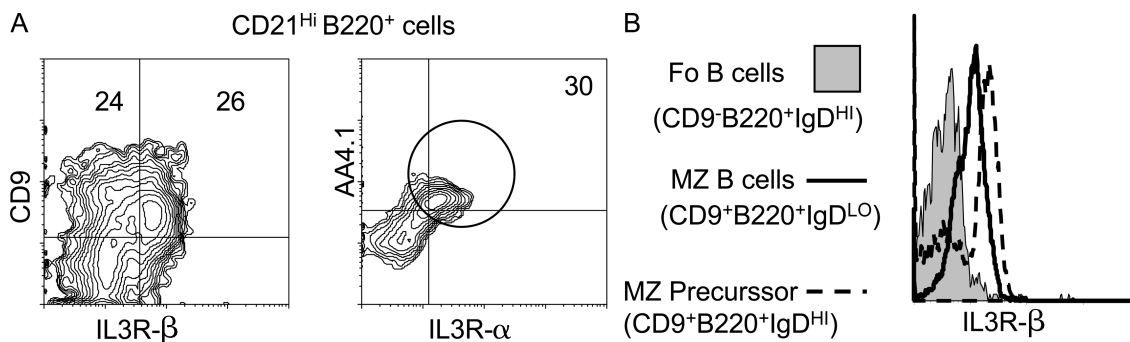 A
CD21Hi B220+ cells
24
26
CD9
IL3R-β
30
AA4.1
IL3R-α
B
Fo B cells
(CD9-B220+IgDHI)
MZ B cells
(CD9+B220+IgDLO)
MZ Precurssor
(CD9+B220+IgDHI)
IL3R-β